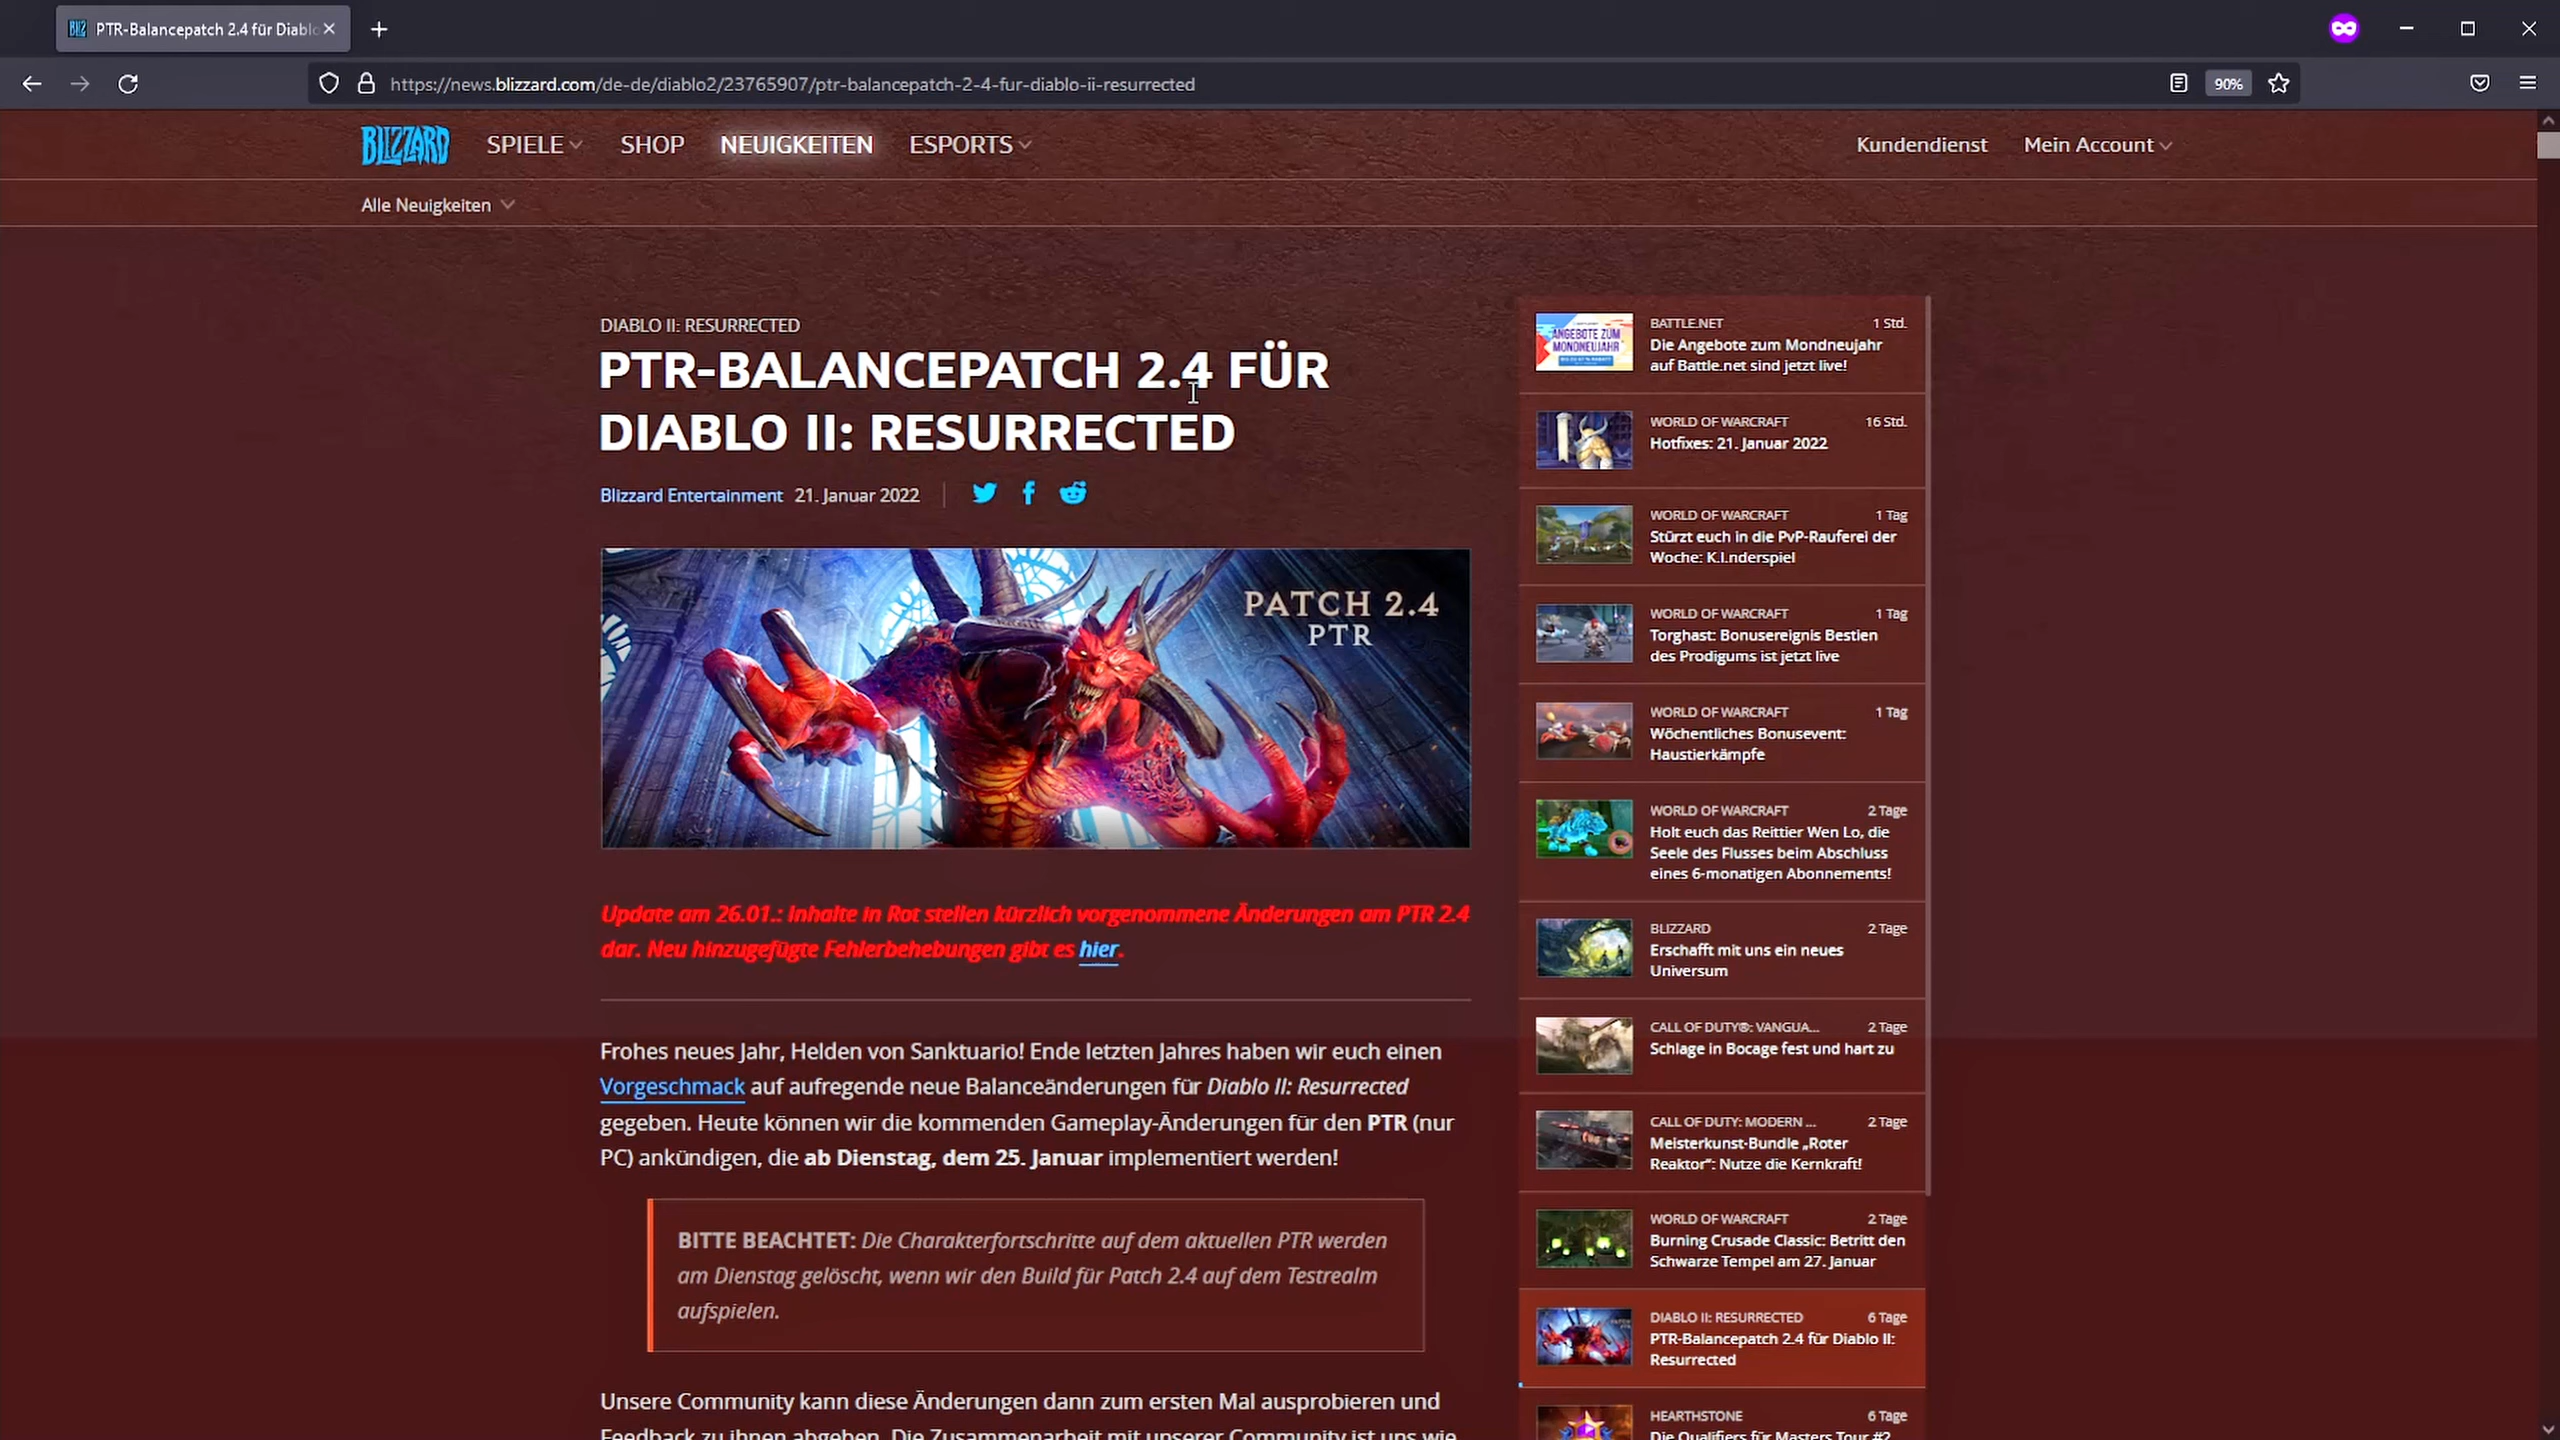 PTR-Balancepatch 2.4 für Diablo
https://news.blizzard.com/de-de/diablo2/23765907/ptr-balancepatch-2-4-fur-diablo-ii-resurrected
90%
BLIZZARD
SPIELE
SHOP
NEUIGKEITEN
ESPORTS
Kundendienst
Mein Account
Alle Neuigkeiten
DIABLO II: RESURRECTED
PTR-BALANCEPATCH 2.4 FÜR
DIABLO II: RESURRECTED
Blizzard Entertainment 21. Januar 2022
PATCH 2.4
PTR
Update am 26.01.: Inhalte in Rot stellen kürzlich vorgenommene Änderungen am PTR 2.4
dar. Neu hinzugefügte Fehlerbehebungen gibt es hier.
Frohes neues Jahr, Helden von Sanktuario! Ende letzten Jahres haben wir euch einen
Vorgeschmack auf aufregende neue Balanceänderungen für Diablo II: Resurrected
gegeben. Heute können wir die kommenden Gameplay-Änderungen für den PTR (nur
PC) ankündigen, die ab Dienstag, dem 25. Januar implementiert werden!
BITTE BEACHTET: Die Charakterfortschritte auf dem aktuellen PTR werden
am Dienstag gelöscht, wenn wir den Build für Patch 2.4 auf dem Testrealm
aufspielen.
Unsere Community kann diese Änderungen dann zum ersten Mal ausprobieren und
Feedback zu ihnen abgeben. Die Zusammenarbeit mit unserer Community ist uns wie
ANGEBOTE ZUM
MONDNEUJAHR
BATTLE.NET 1 Std.
Die Angebote zum Mondneujahr
auf Battle.net sind jetzt live!
WORLD OF WARCRAFT 16 Std.
Hotfixes: 21. Januar 2022
WORLD OF WARCRAFT 1 Tag
Stürzt euch in die PvP-Rauferei der
Woche: K.I.nderspiel
WORLD OF WARCRAFT 1 Tag
Torghast: Bonusereignis Bestien
des Prodigums ist jetzt live
WORLD OF WARCRAFT 1 Tag
Wöchentliches Bonusevent:
Haustierkämpfe
WORLD OF WARCRAFT 2 Tage
Holt euch das Reittier Wen Lo, die
Seele des Flusses beim Abschluss
eines 6-monatigen Abonnements!
BLIZZARD 2 Tage
Erschafft mit uns ein neues
Universum
CALL OF DUTY®: VANGUA... 2 Tage
Schlage in Bocage fest und hart zu
CALL OF DUTY: MODERN ... 2 Tage
Meisterkunst-Bundle „Roter
Reaktor“: Nutze die Kernkraft!
WORLD OF WARCRAFT 2 Tage
Burning Crusade Classic: Betritt den
Schwarze Tempel am 27. Januar
DIABLO II: RESURRECTED 6 Tage
PTR-Balancepatch 2.4 für Diablo II:
Resurrected
HEARTHSTONE 6 Tage
Die Qualifiers für Masters Tour #2